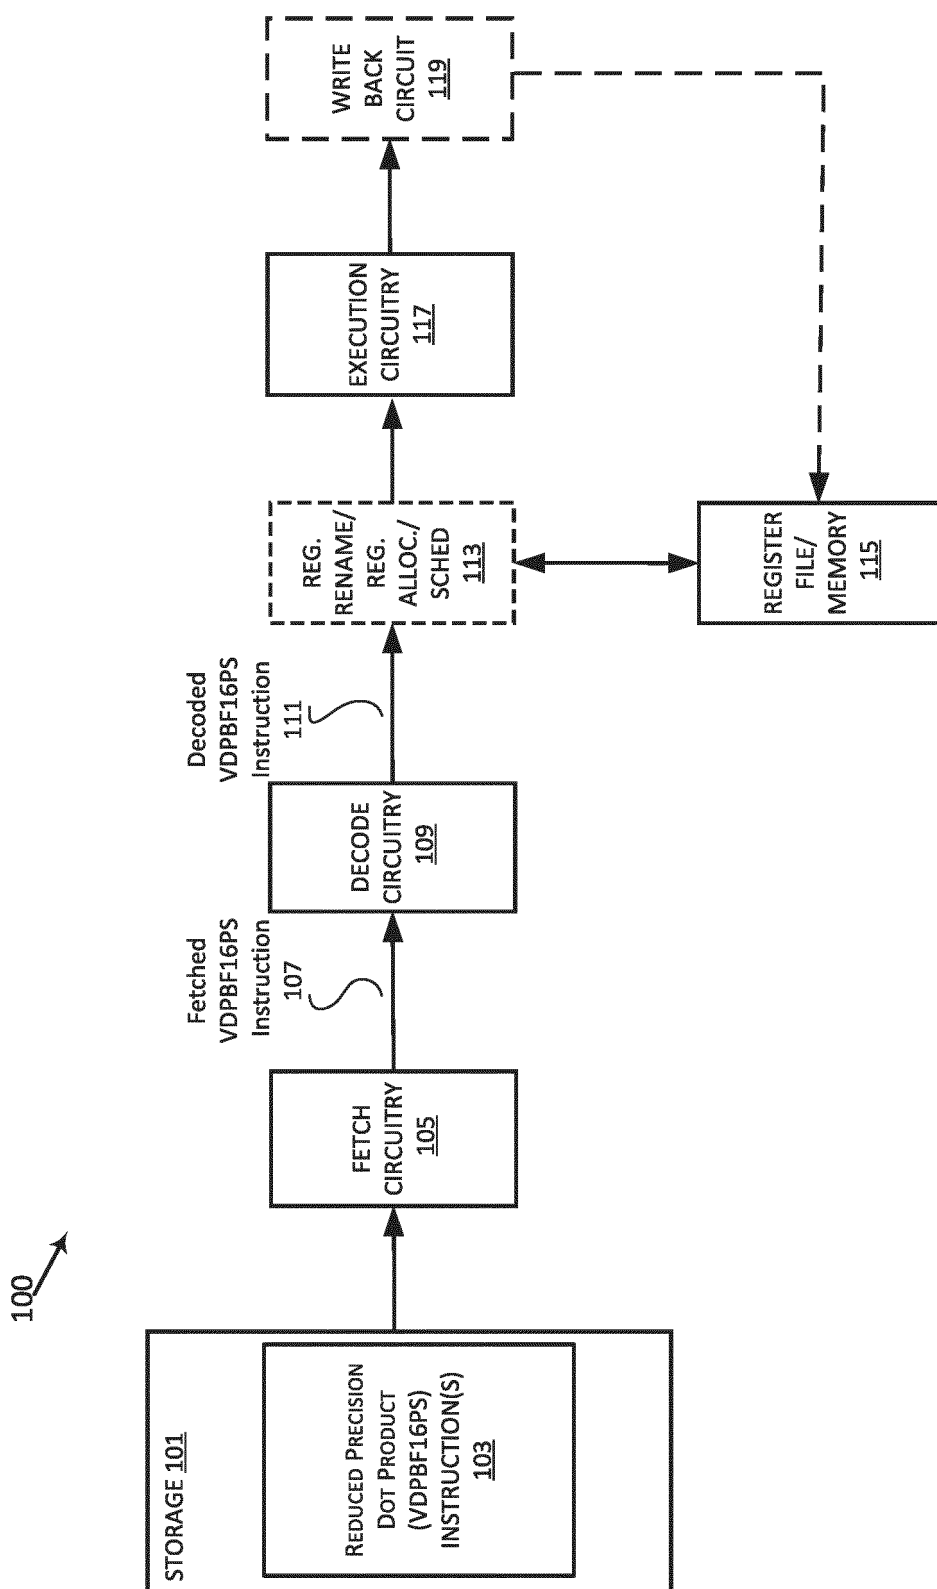 100
STORAGE 101
REDUCED PRECISION
DOT PRODUCT
(VDPBF16PS)
INSTRUCTION(S)
103
FETCH
CIRCUITRY
105
Fetched
VDPBF16PS
Instruction
107
DECODE
CIRCUITRY
109
Decoded
VDPBF16PS
Instruction
111
REG.
RENAME/
REG.
ALLOC./
SCHED
113
EXECUTION
CIRCUITRY
117
WRITE
BACK
CIRCUIT
119
REGISTER
FILE/
MEMORY
115